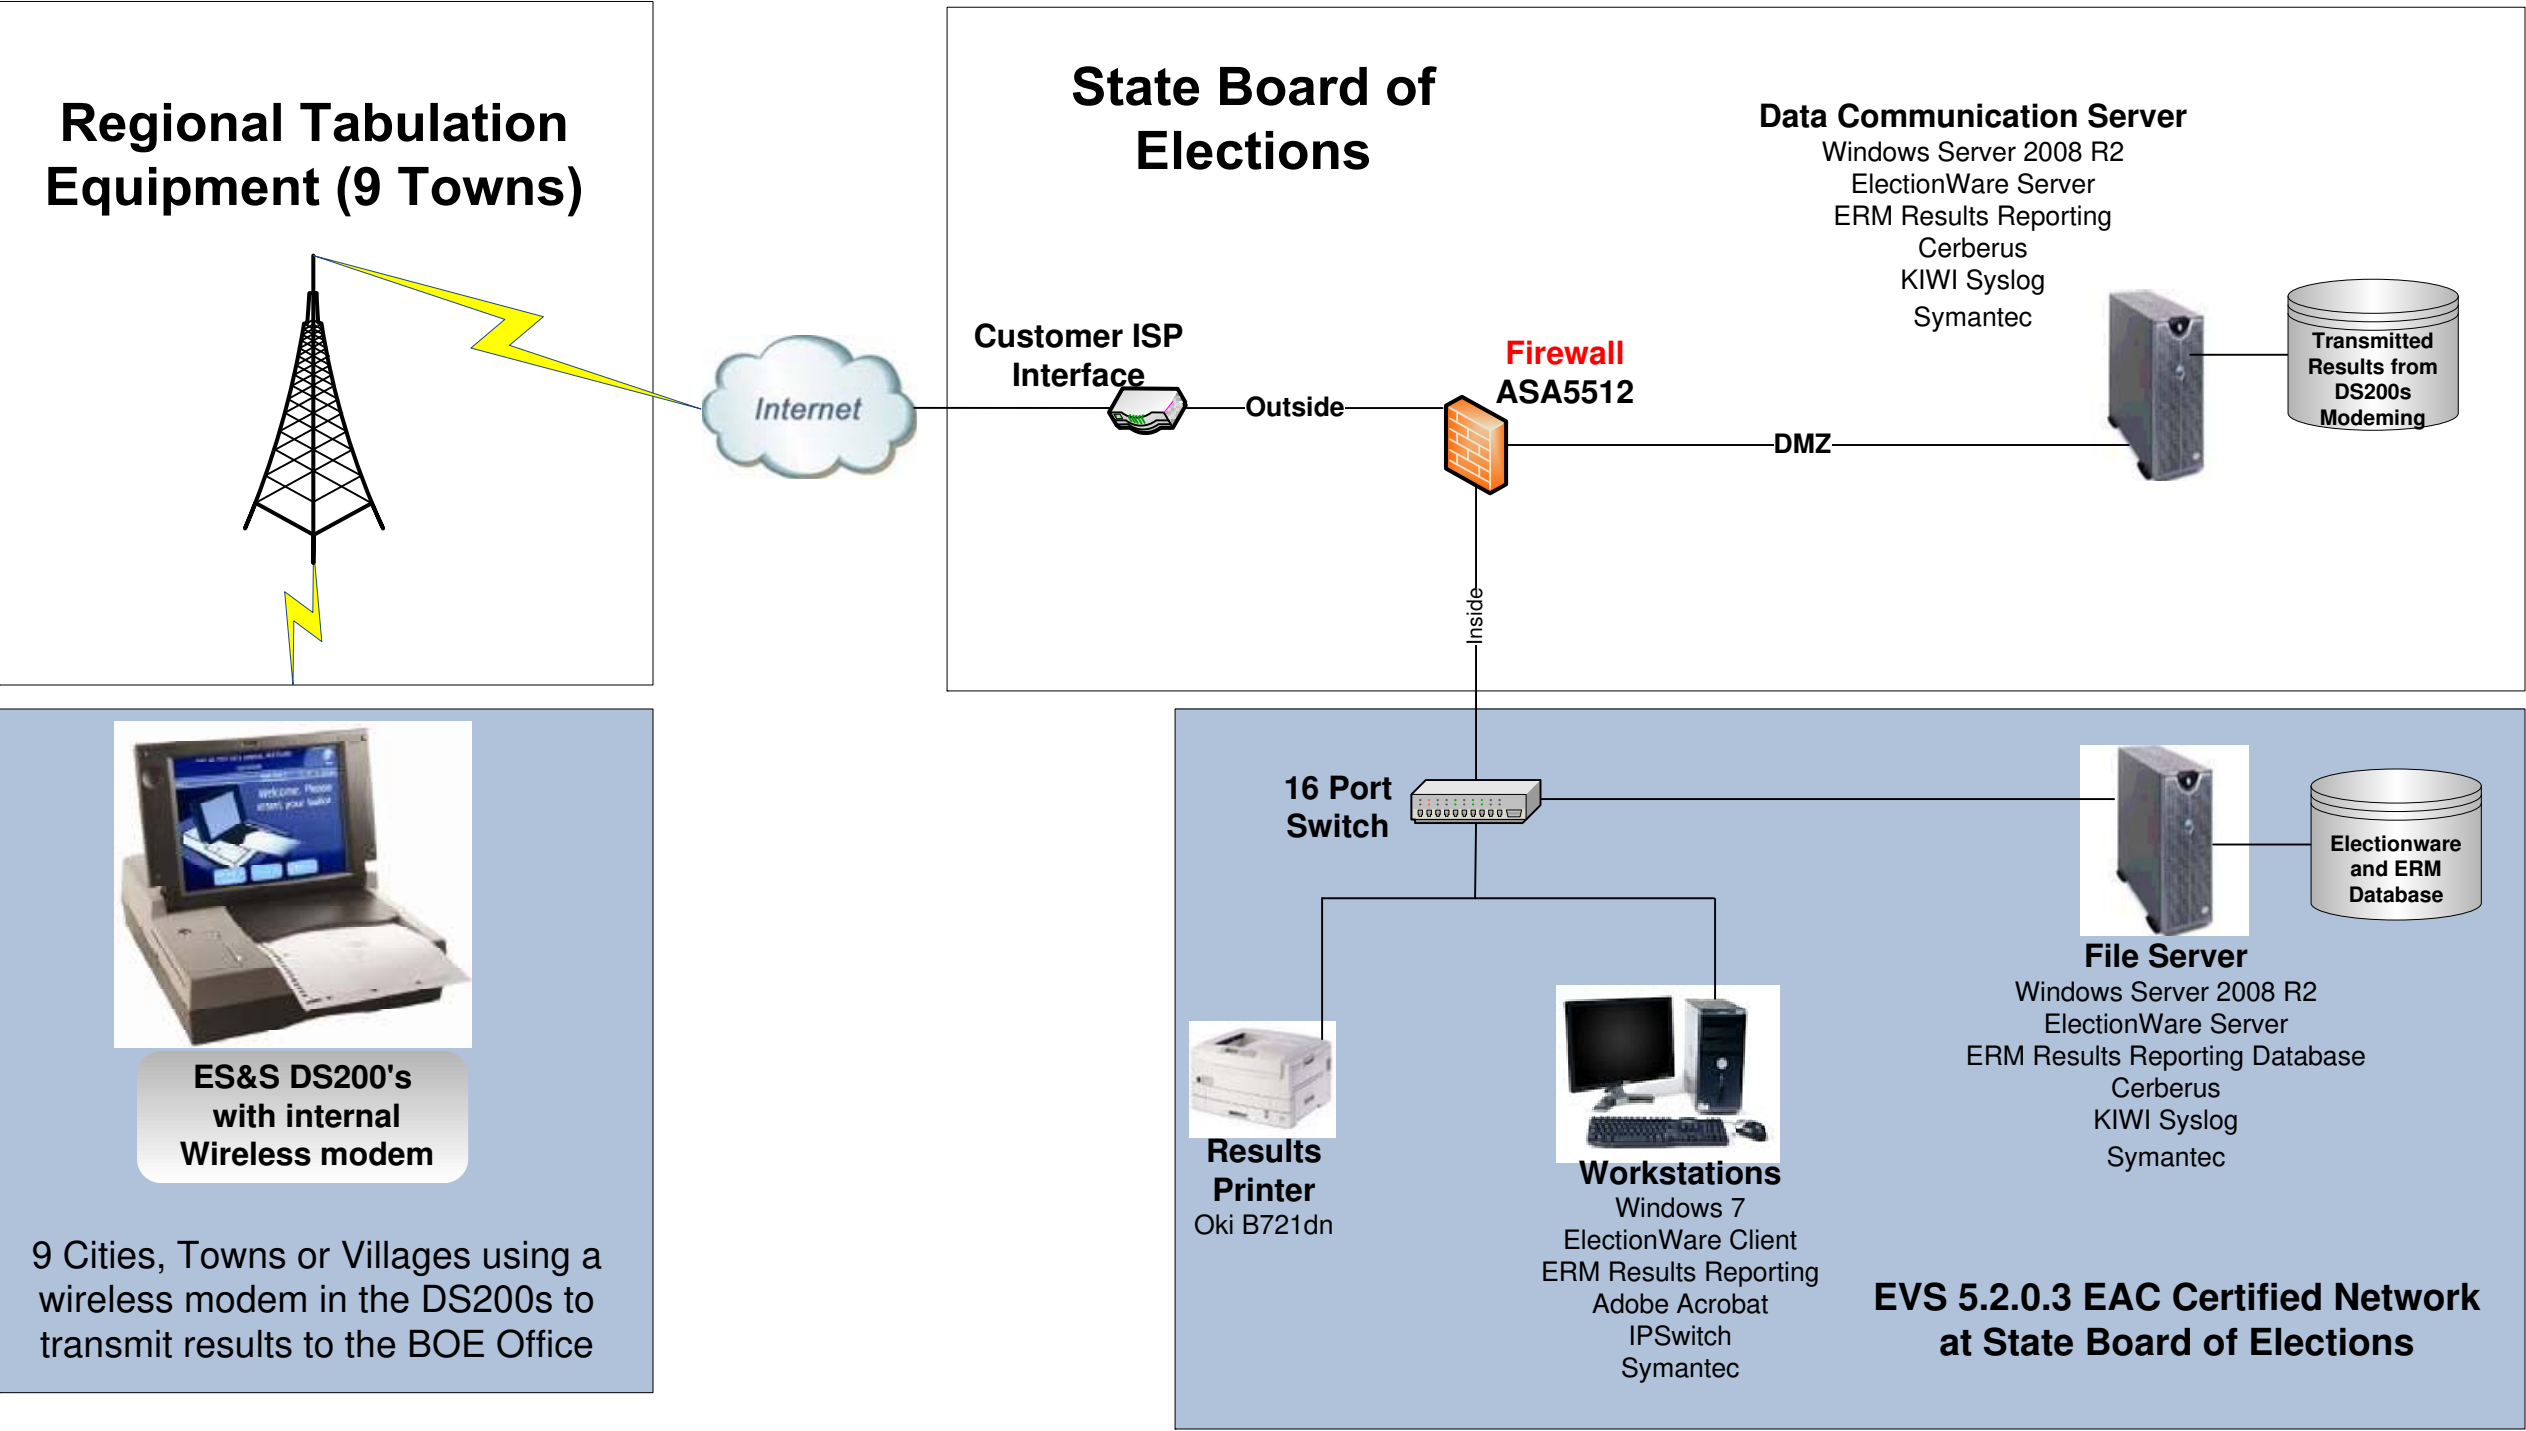 Regional Tabulation
Equipment (9 Towns)
State Board of
Elections
Data Communication Server
Windows Server 2008 R2
ElectionWare Server
ERM Results Reporting
Cerberus
KIWI Syslog
Symantec
Transmitted
Results from
DS200s
Modeming
Internet
Customer ISP
Interface
Outside
Firewall
ASA5512
DMZ
Inside
Welcome. Please
ES&S DS200's
with internal
Wireless modem
9 Cities, Towns or Villages using a
wireless modem in the DS200s to
transmit results to the BOE Office
16 Port
Switch
Electionware
and ERM
Database
File Server
Windows Server 2008 R2
ElectionWare Server
ERM Results Reporting Database
Cerberus
KIWI Syslog
Symantec
Results
Printer
Oki B721dn
Workstations
Windows 7
ElectionWare Client
ERM Results Reporting
Adobe Acrobat
IPSwitch
Symantec
EVS 5.2.0.3 EAC Certified Network
at State Board of Elections